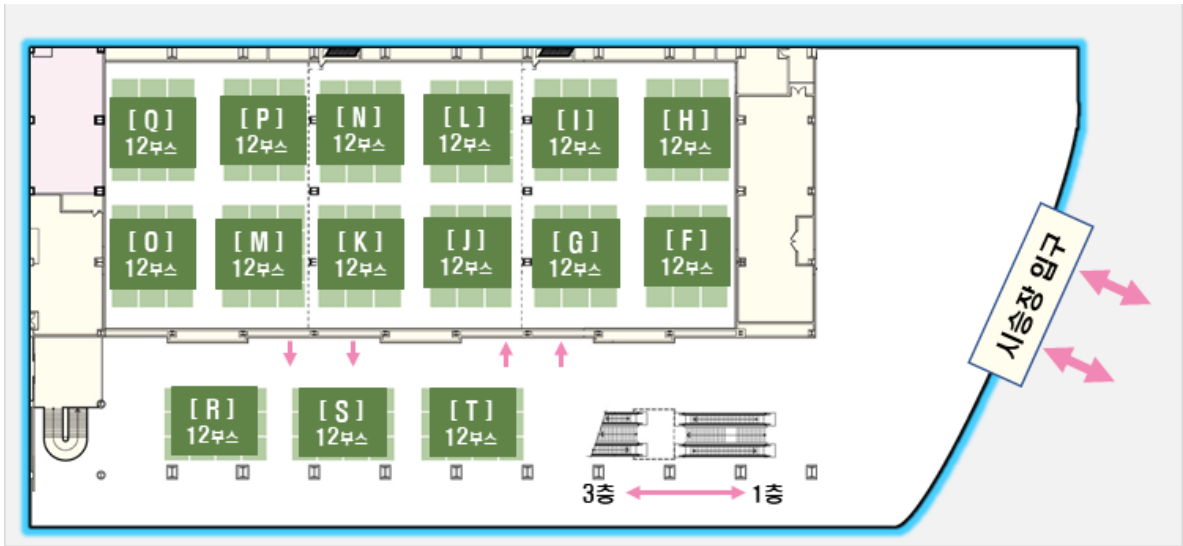 [ Q ]
12부스
[ P ]
12부스
[ N ]
12부스
[ L ]
12부스
[ I ]
12부스
[ H ]
12부스
[ O ]
12부스
[ M ]
12부스
[ K ]
12부스
[ J ]
12부스
[ G ]
12부스
[ F ]
12부스
시승장 입구
[ R ]
12부스
[ S ]
12부스
[ T ]
12부스
3층
1층